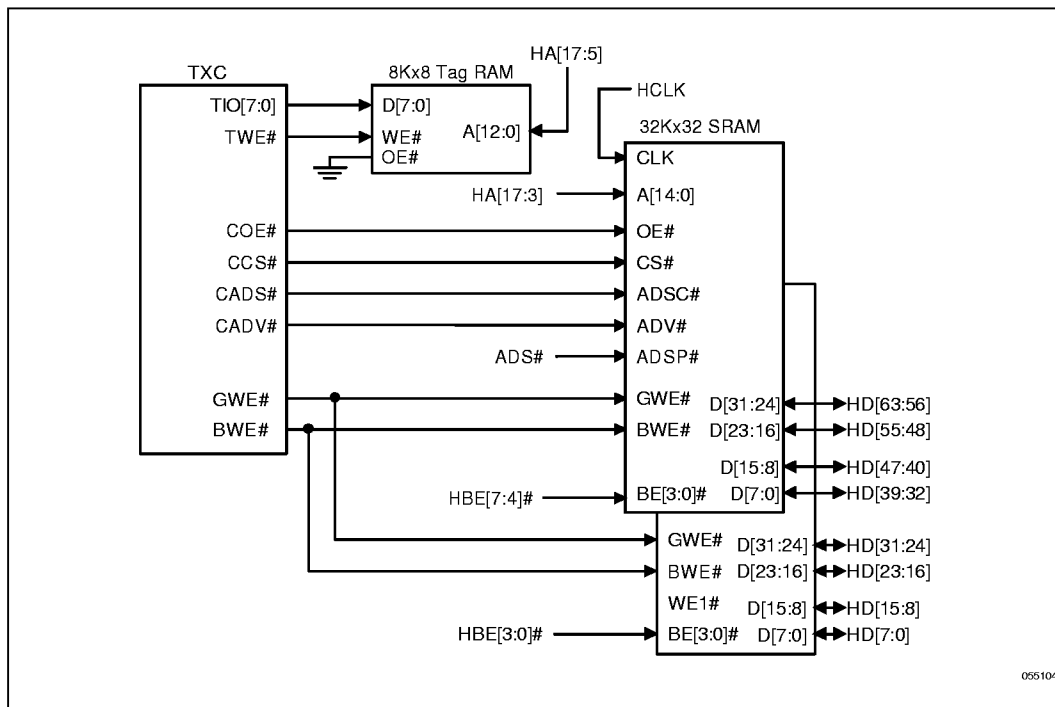 HA[17:5]
TXC
8Kx8 Tag RAM
TIO[7:0]
D[7:0]
HCLK
TWE#
WE#
A[12:0]
OE#
32Kx32 SRAM
CLK
HA[17:3]
A[14:0]
COE#
OE#
CCS#
CS#
CADS#
ADSC#
CADV#
ADV#
ADS#
ADSP#
GWE#
GWE#
D[31:24]
HD[63:56]
BWE#
BWE#
D[23:16]
HD[55:48]
D[15:8]
HD[47:40]
HBE[7:4]#
BE[3:0]#
D[7:0]
HD[39:32]
GWE#
D[31:24]
HD[31:24]
BWE#
D[23:16]
HD[23:16]
WE1#
D[15:8]
HD[15:8]
HBE[3:0]#
BE[3:0]#
D[7:0]
HD[7:0]
055104